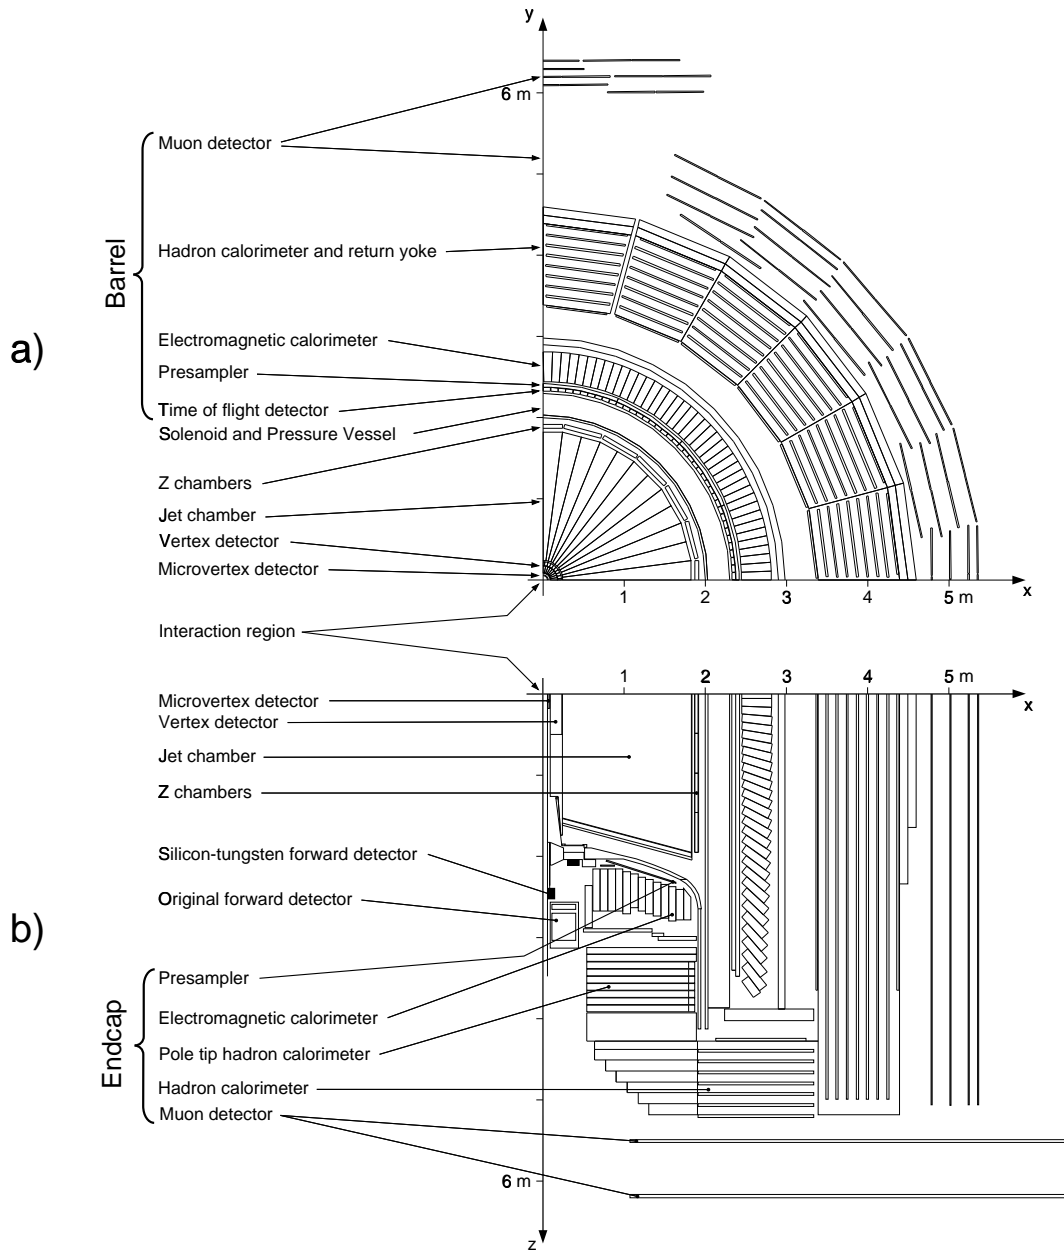 y
6 m
Muon detector
Barrel
Hadron calorimeter and return yoke
a)
Electromagnetic calorimeter
Presampler
Time of flight detector
Solenoid and Pressure Vessel
Z chambers
Jet chamber
Vertex detector
Microvertex detector
1 2 3 4 5 m
x
Interaction region
1 2 3 4 5 m
x
Microvertex detector
Vertex detector
Jet chamber
Z chambers
Silicon-tungsten forward detector
Original forward detector
b)
Endcap
Presampler
Electromagnetic calorimeter
Pole tip hadron calorimeter
Hadron calorimeter
Muon detector
6 m
z